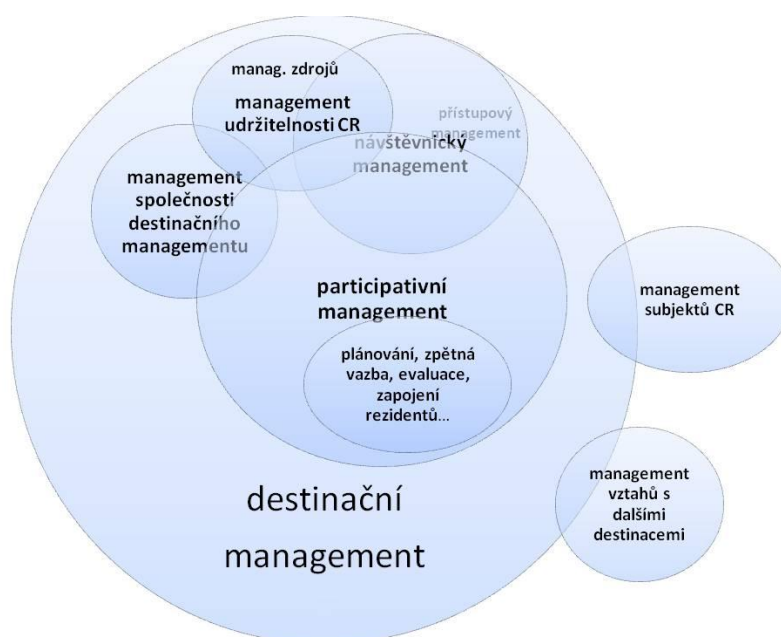 manag. zdrojů
management
udržitelnosti CR
přístupový
management
návštěvnický
management
management
společnosti
destinačního
managementu
participativní
management
management
subjektů CR
plánování, zpětná
vazba, evaluace,
zapojení
rezidentů...
management
vztahů s
dalšími
destinacemi
destinační
management